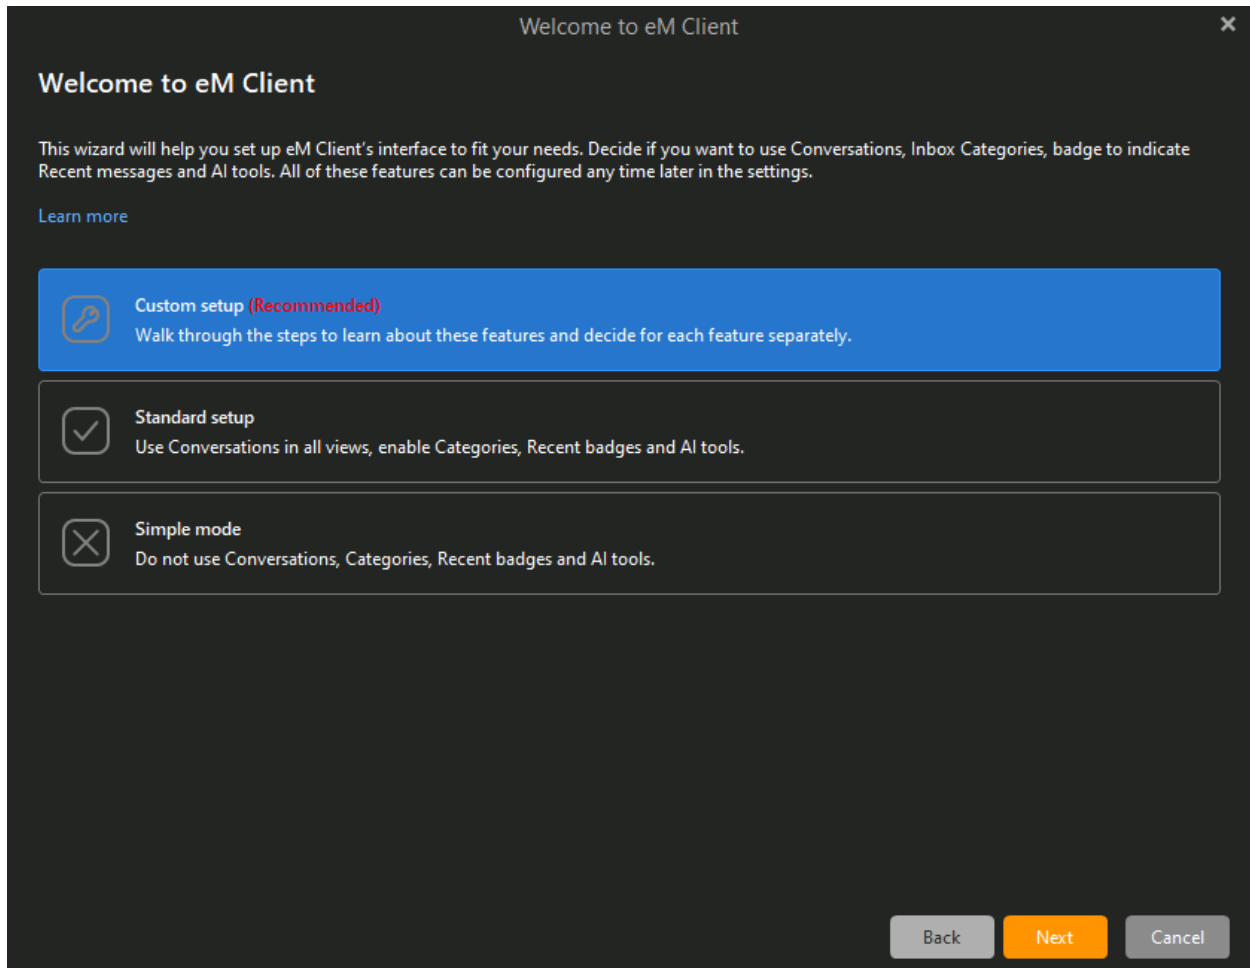 Welcome to eM Client
Welcome to eM Client
This wizard will help you set up eM Client's interface to fit your needs. Decide if you want to use Conversations, Inbox Categories, badge to indicate
Recent messages and AI tools. All of these features can be configured any time later in the settings.
Learn more
Custom setup (Recommended)
Walk through the steps to learn about these features and decide for each feature separately.
Standard setup
Use Conversations in all views, enable Categories, Recent badges and AI tools.
Simple mode
Do not use Conversations, Categories, Recent badges and AI tools.
Back
Next
Cancel